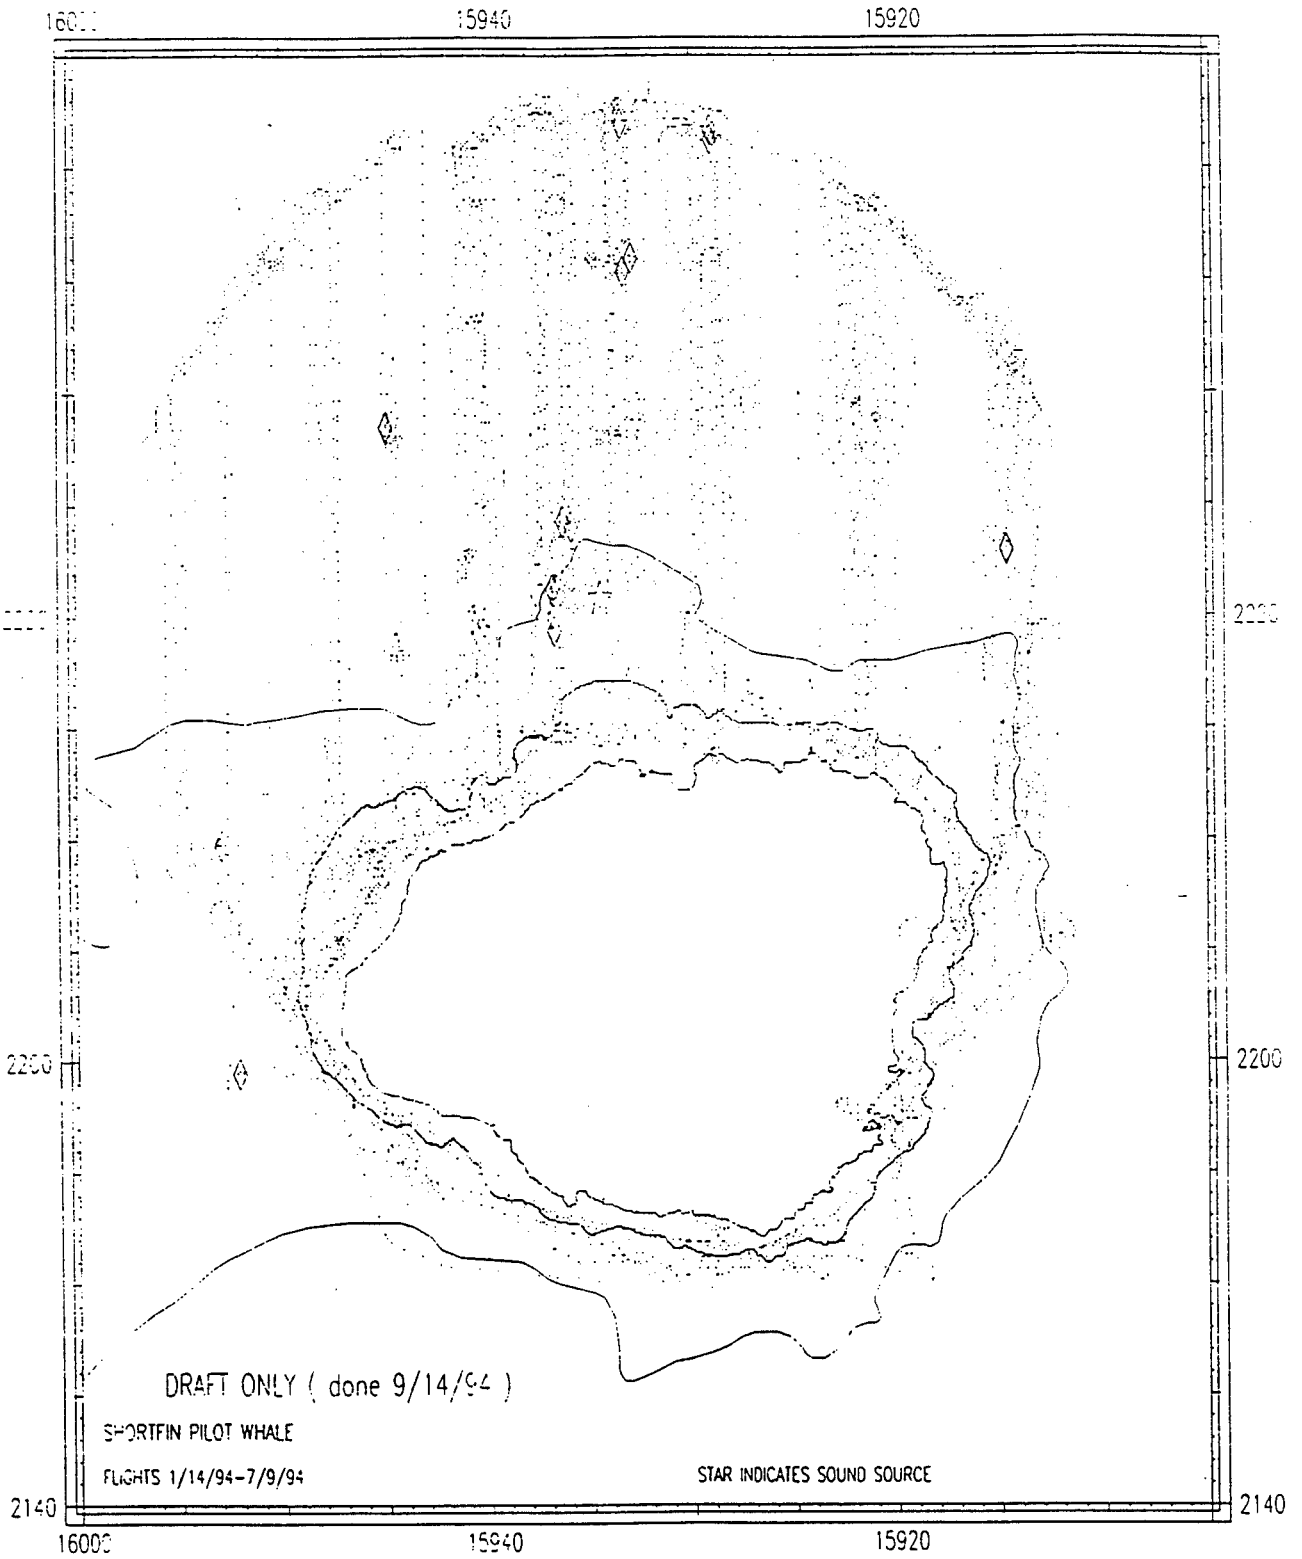 15940 15920
2200 2200
DRAFT ONLY ( done 9/14/94 )
SHORTFIN PILOT WHALE
FLIGHTS 1/14/94-7/9/94
STAR INDICATES SOUND SOURCE
2140 2140
15940 15920